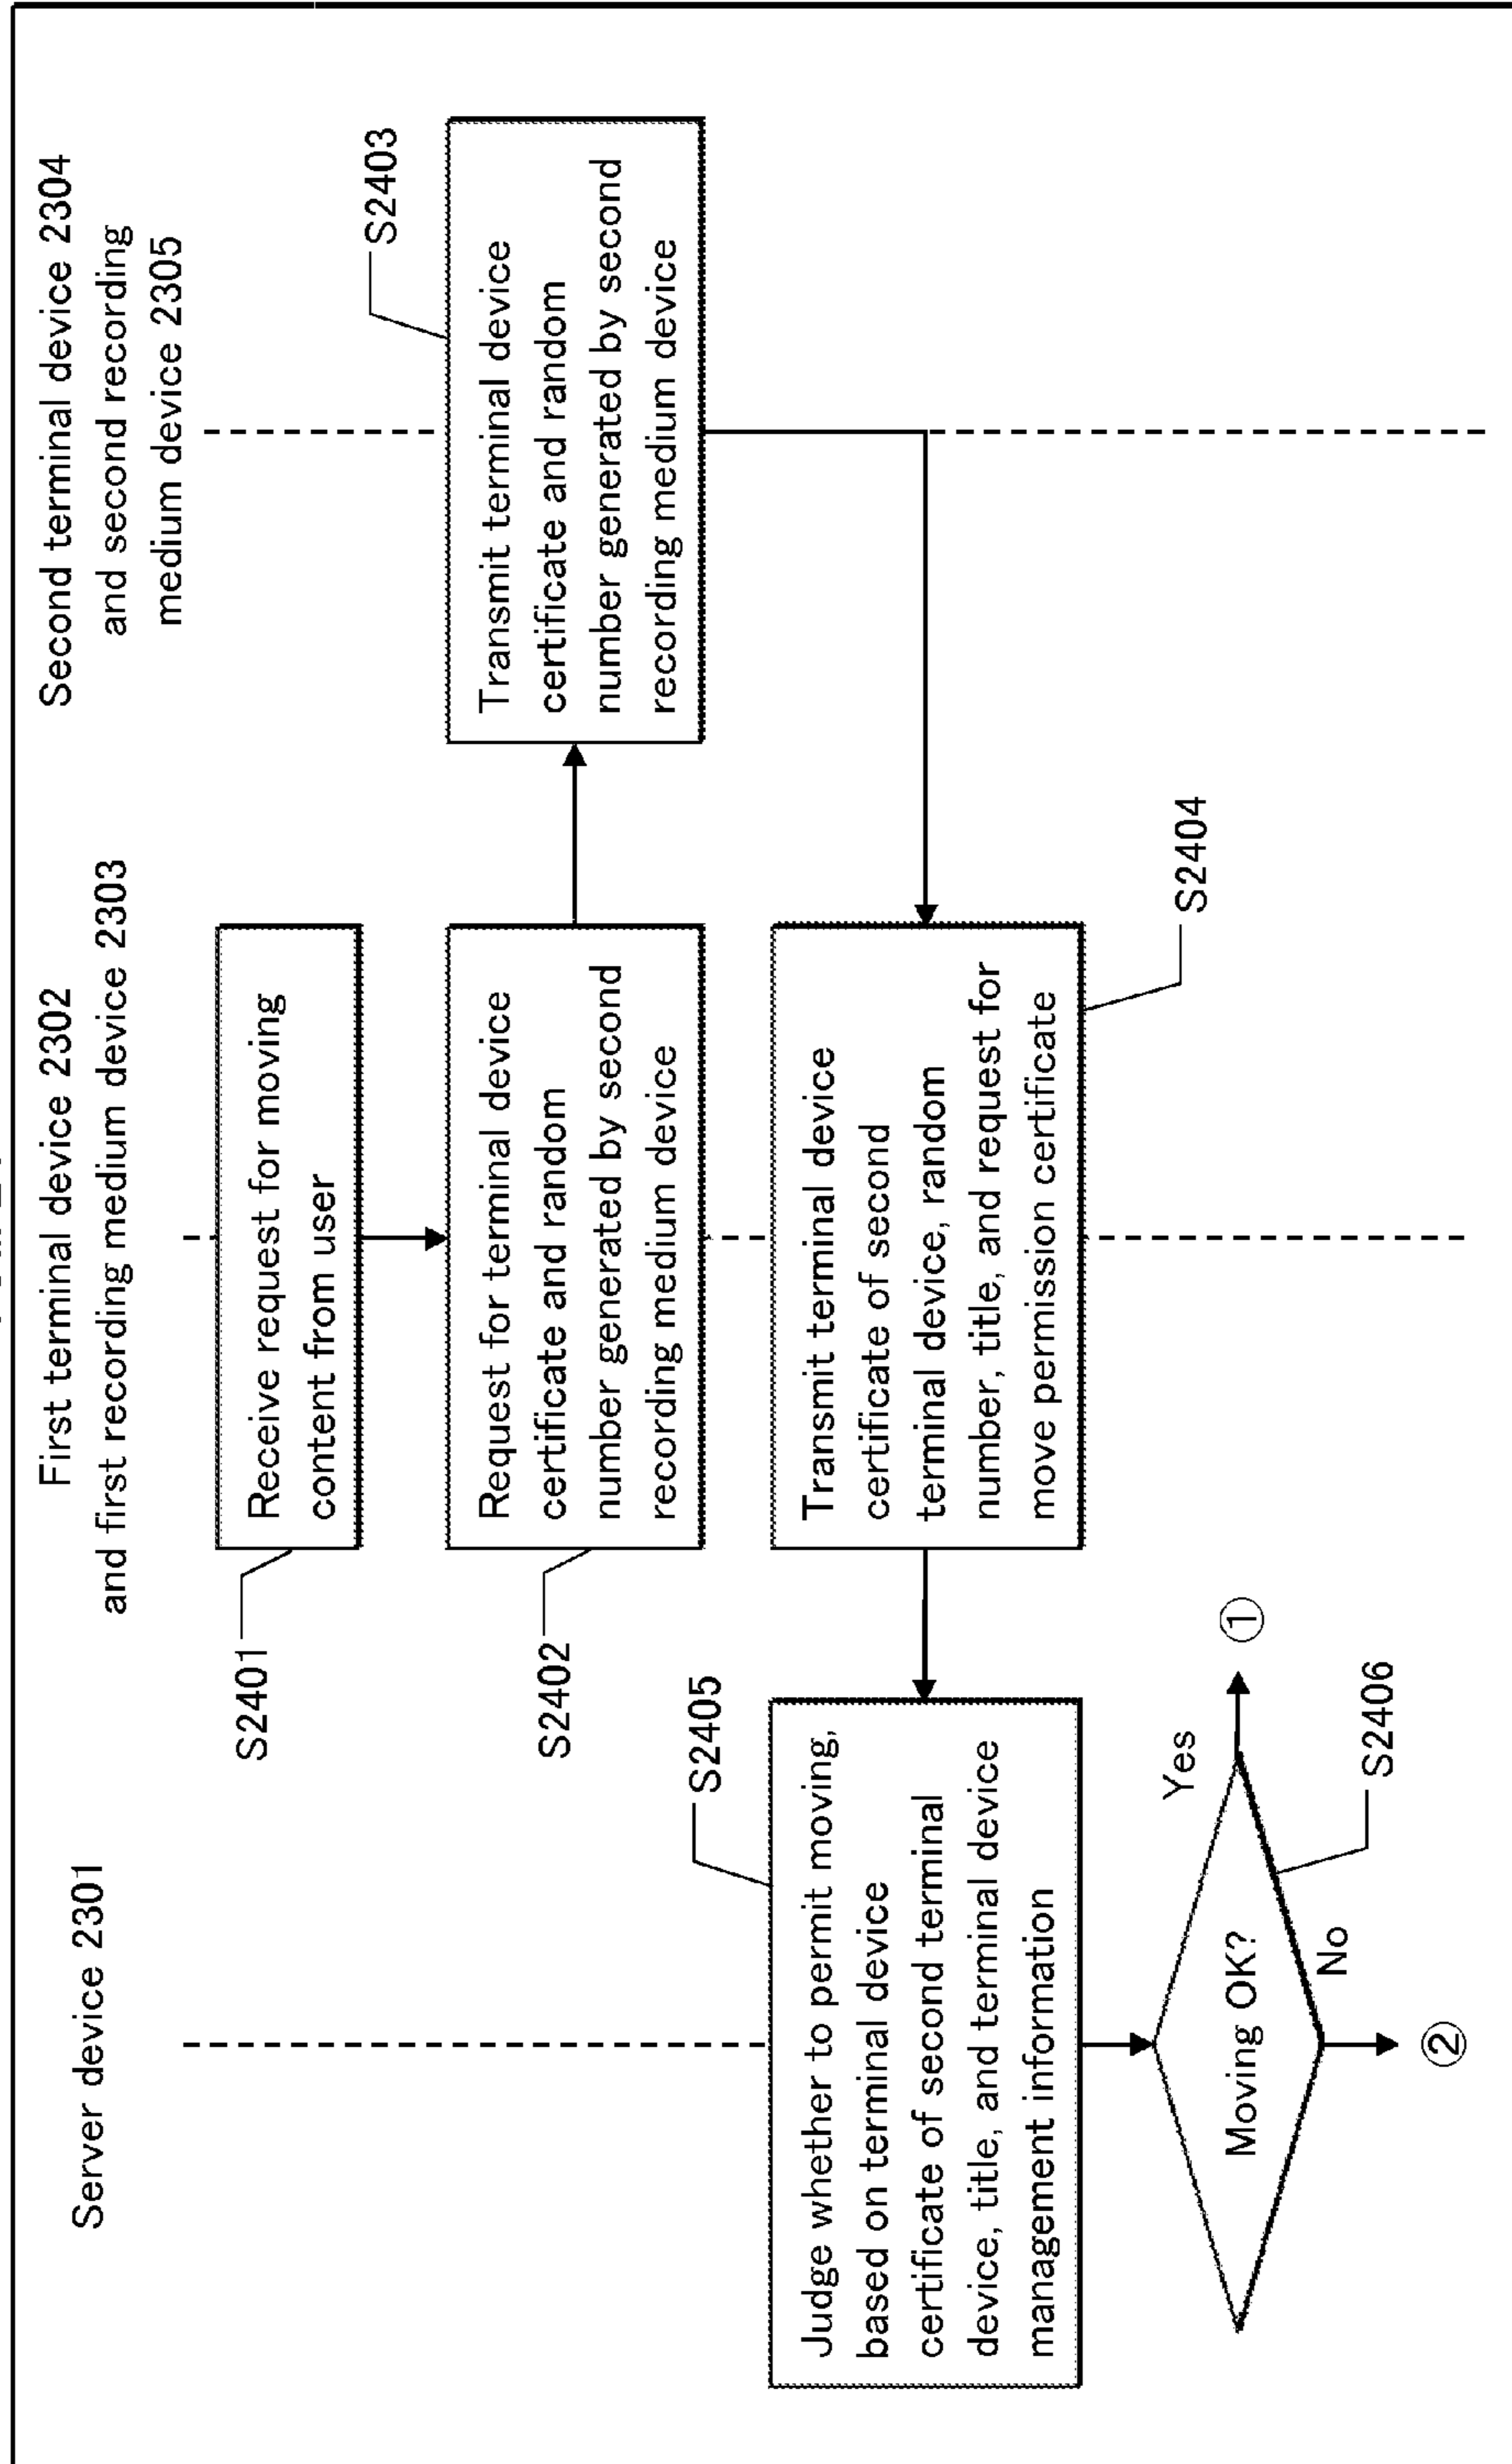 Server device 2301
First terminal device 2302
and first recording medium device 2303
Second terminal device 2304
and second recording
medium device 2305
S2401
Receive request for moving
content from user
S2402
Request for terminal device
certificate and random
number generated by second
recording medium device
S2403
Transmit terminal device
certificate and random
number generated by second
recording medium device
S2404
Transmit terminal device
certificate of second
terminal device, random
number, title, and request for
move permission certificate
S2405
Judge whether to permit moving,
based on terminal device
certificate of second terminal
device, title, and terminal device
management information
Moving OK?
Yes
①
S2406
No
②